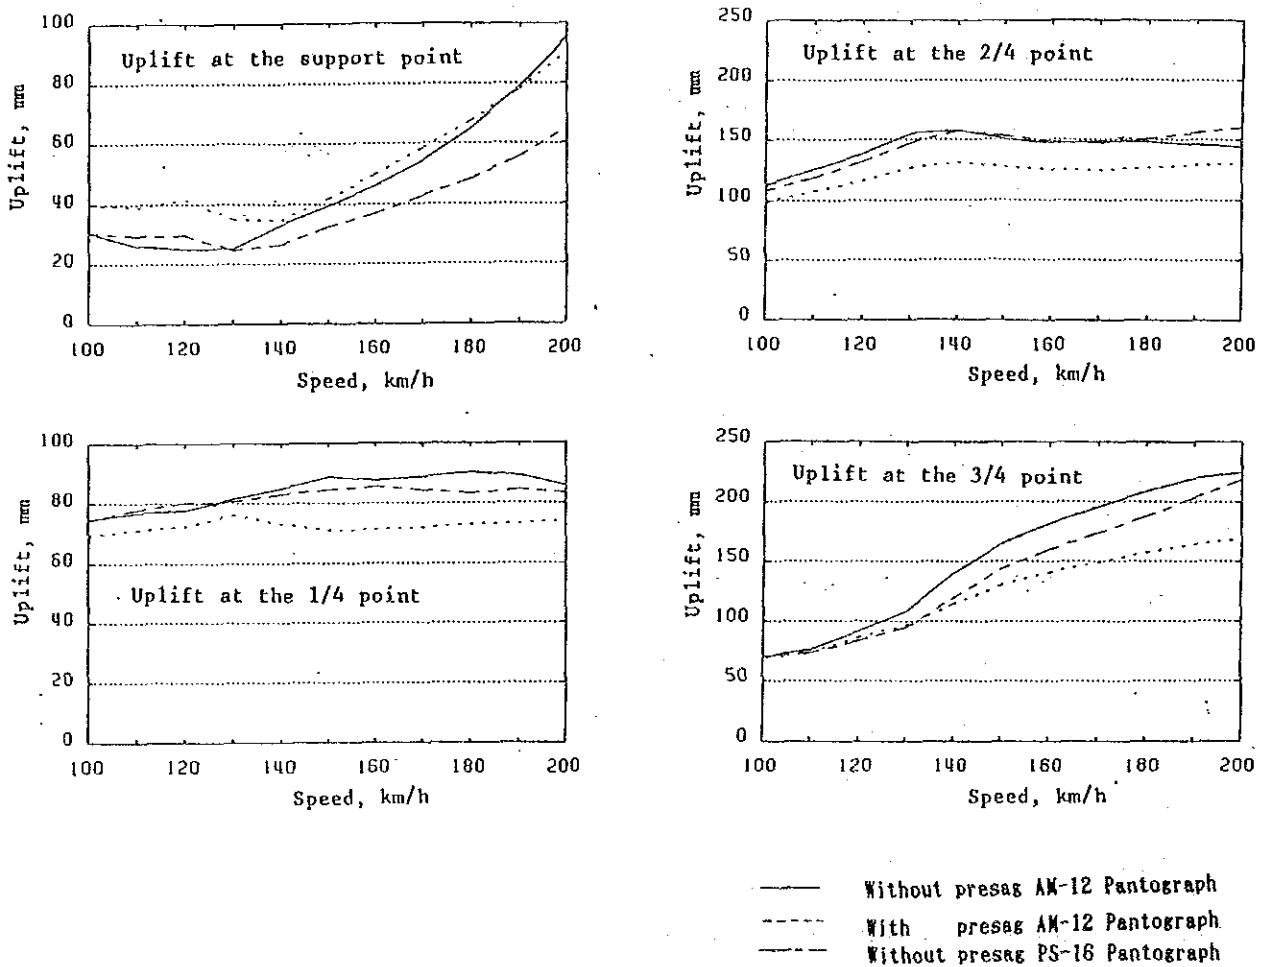 100
80
60
40
20
0
Uplift, mm
Uplift at the support point
100 120 140 160 180 200
Speed, km/h
250
200
150
100
50
0
Uplift, mm
Uplift at the 2/4 point
100 120 140 160 180 200
Speed, km/h
100
80
60
40
20
0
Uplift, mm
Uplift at the 1/4 point
100 120 140 160 180 200
Speed, km/h
250
200
150
100
50
0
Uplift, mm
Uplift at the 3/4 point
100 120 140 160 180 200
Speed, km/h
Without presag AM-12 Pantograph
With presag AM-12 Pantograph
Without presag PS-16 Pantograph